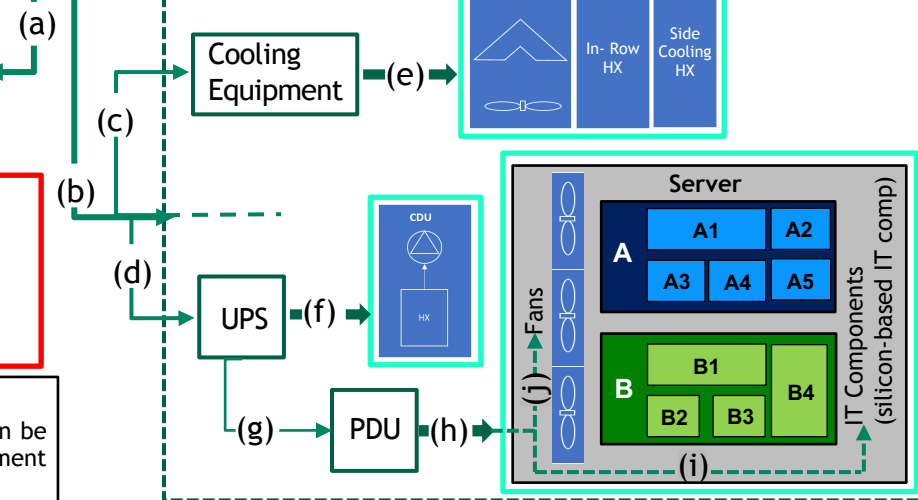 (a)
Cooling
Equipment
(e)
In- Row
HX
Side
Cooling
HX
(c)
(b)
(d)
UPS
(f)
CDU
HX
(g)
PDU
(h)
Server
Fans
(j)
A
A1
A2
A3
A4
A5
B
B1
B2
B3
B4
IT Components
(silicon-based IT comp)
(i)
n be
ment